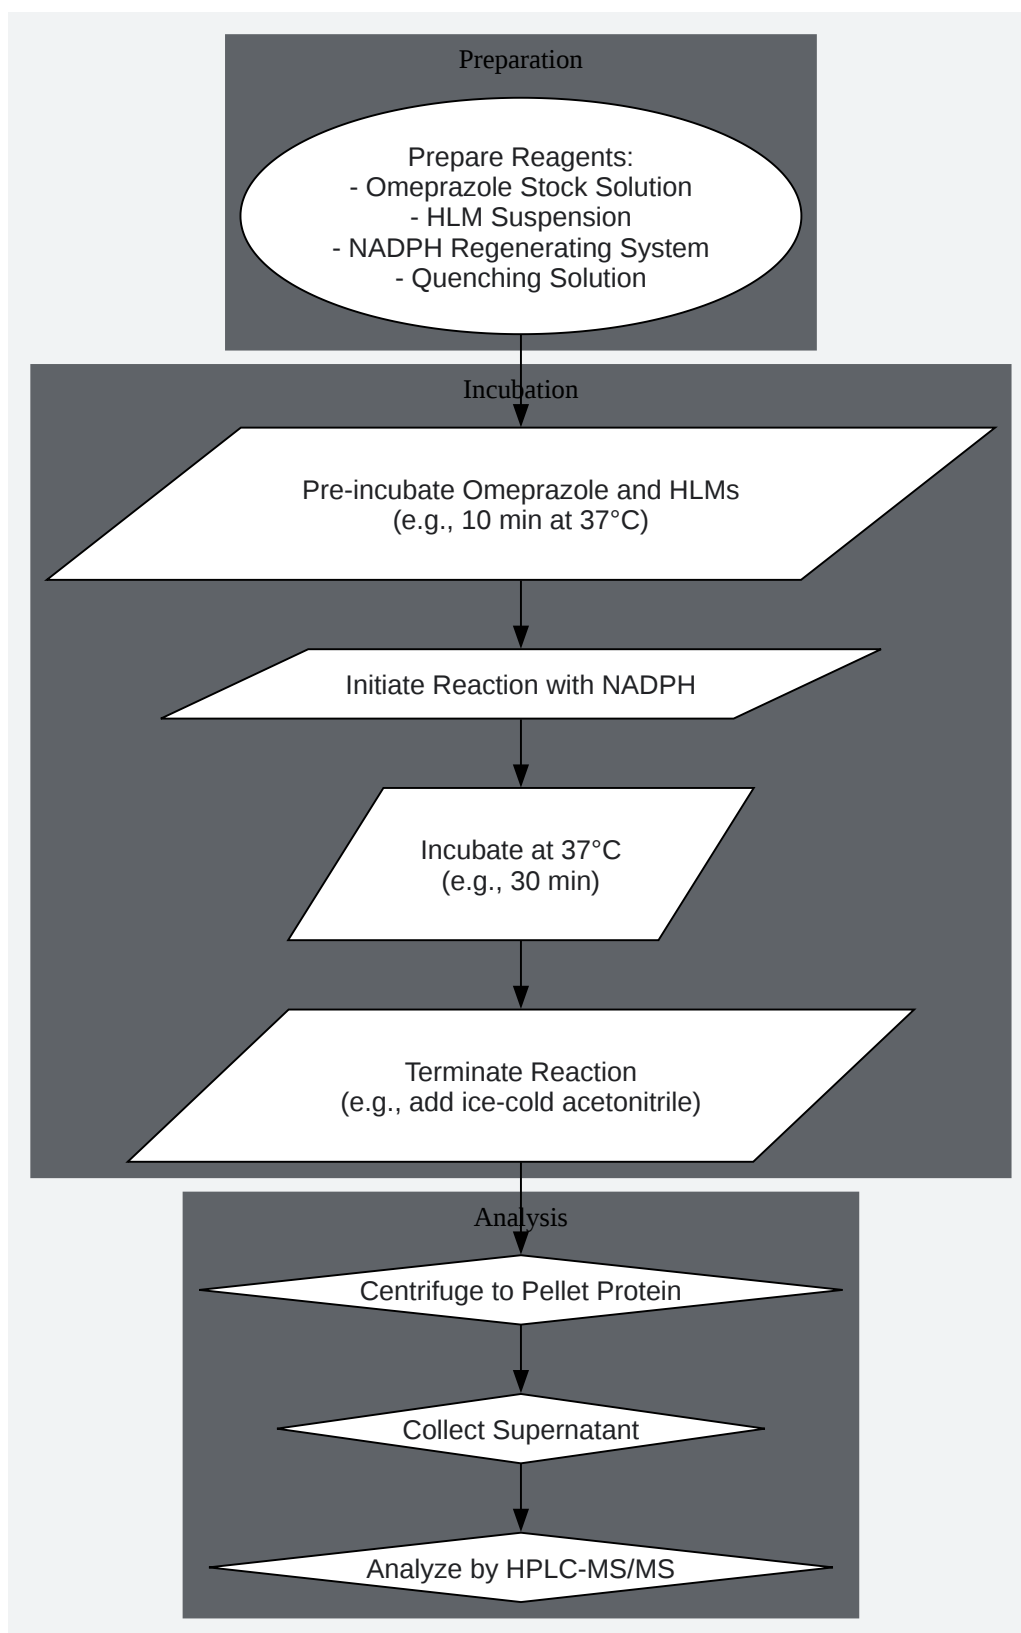 Preparation
Prepare Reagents:
- Omeprazole Stock Solution
- HLM Suspension
- NADPH Regenerating System
- Quenching Solution
Incubation
Pre-incubate Omeprazole and HLMs
(e.g., 10 min at 37°C)
Initiate Reaction with NADPH
Incubate at 37°C
(e.g., 30 min)
Terminate Reaction
(e.g., add ice-cold acetonitrile)
Analysis
Centrifuge to Pellet Protein
Collect Supernatant
Analyze by HPLC-MS/MS